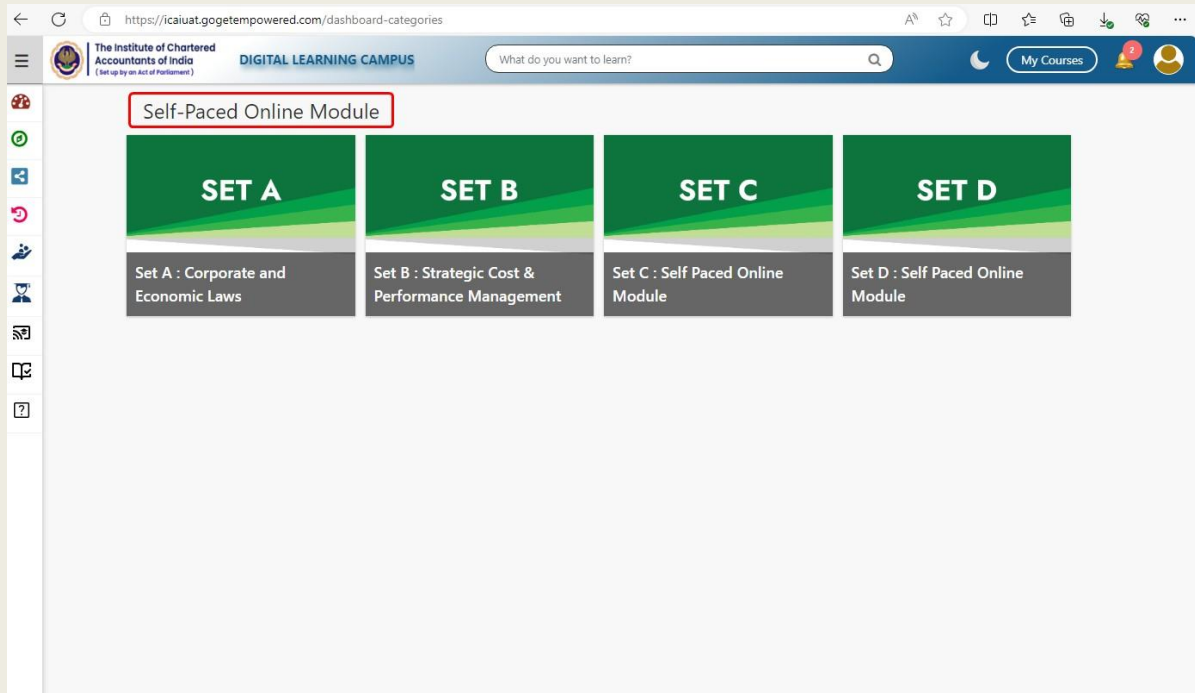 https://icaiuat.gogetempowered.com/dashboard-categories
The Institute of Chartered
Accountants of India
(Set up by an Act of Parliament)
DIGITAL LEARNING CAMPUS
What do you want to learn?
My Courses
2
Self-Paced Online Module
SET A
SET B
SET C
SET D
Set A : Corporate and
Economic Laws
Set B : Strategic Cost &
Performance Management
Set C : Self Paced Online
Module
Set D : Self Paced Online
Module